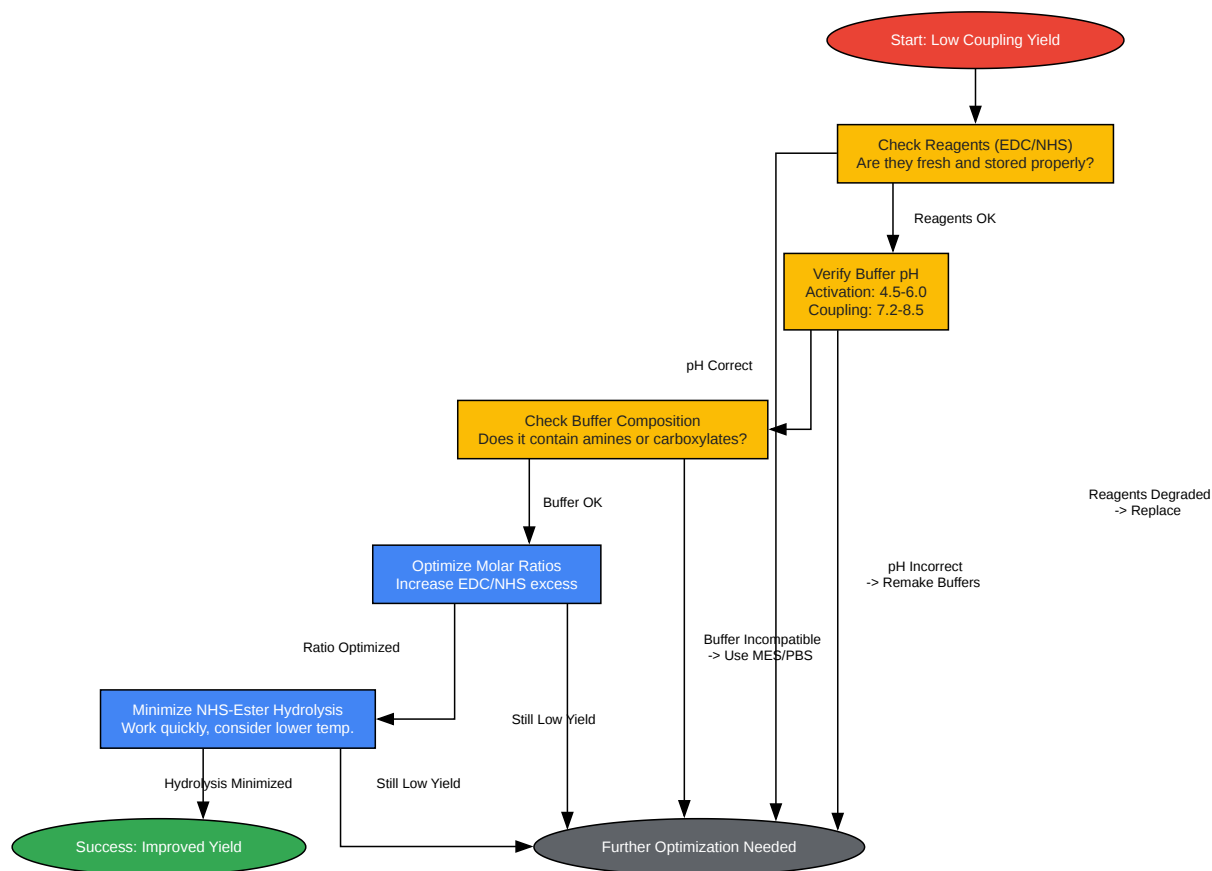 Start: Low Coupling Yield
Check Reagents (EDC/NHS)
Are they fresh and stored properly?
Reagents OK
Verify Buffer pH
Activation: 4.5-6.0
Coupling: 7.2-8.5
pH Correct
Check Buffer Composition
Does it contain amines or carboxylates?
Buffer OK
Reagents Degraded
-> Replace
Optimize Molar Ratios
Increase EDC/NHS excess
pH Incorrect
-> Remake Buffers
Ratio Optimized
Buffer Incompatible
-> Use MES/PBS
Minimize NHS-Ester Hydrolysis
Work quickly, consider lower temp.
Still Low Yield
Hydrolysis Minimized
Still Low Yield
Success: Improved Yield
Further Optimization Needed